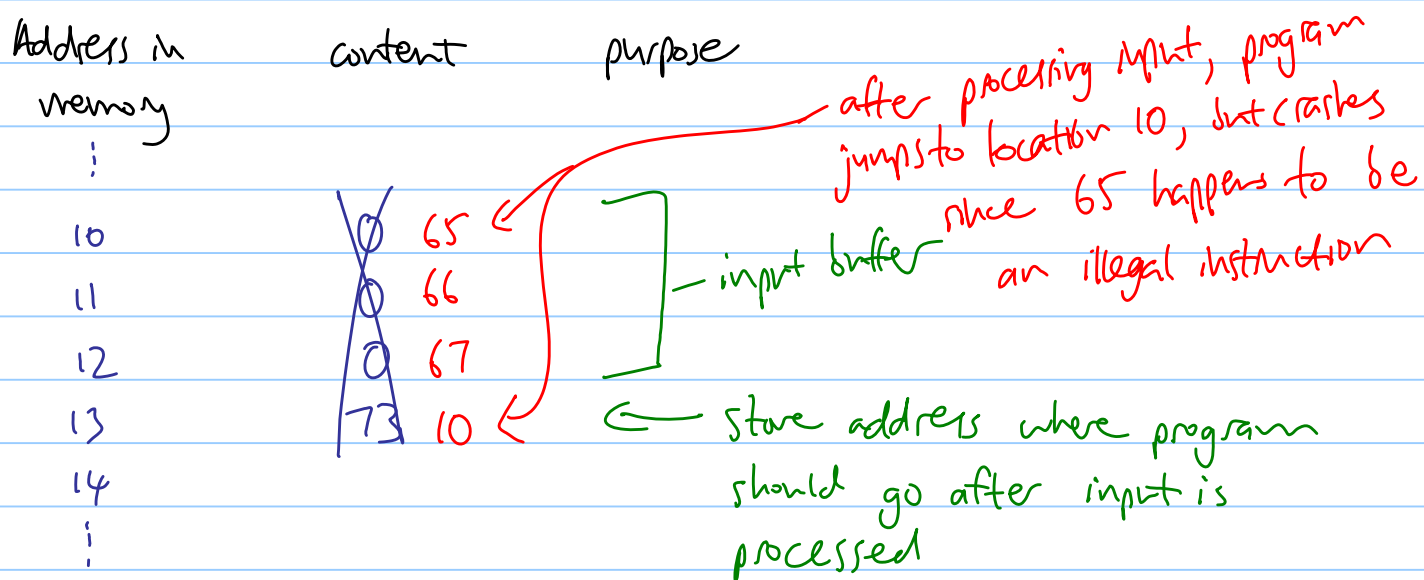 Address in content purpose
memory
after processing input, program
jumps to location 10, but crashes
since 65 happens to be
an illegal instruction
⋮
10 0 65
11 0 66
input buffer
12 0 67
13 73 10
store address where program
14
should go after input is
⋮
processed